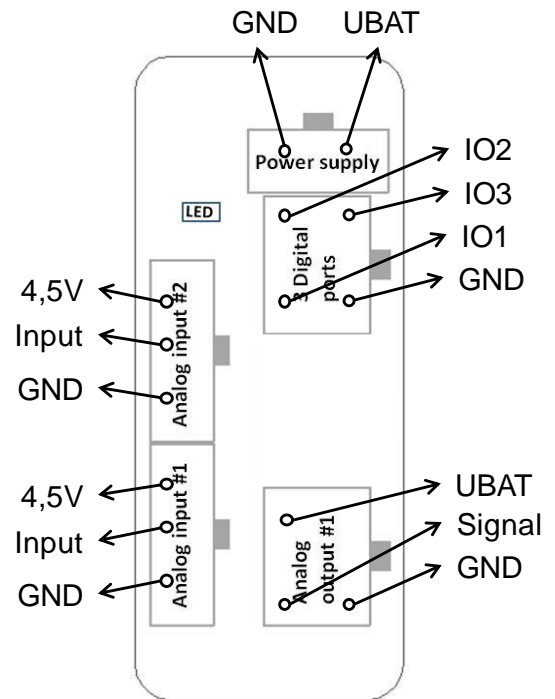 GND UBAT
Power supply
IO2
IO3
IO1
GND
3 Digital
ports
LED
4,5V
Input
GND
Analog input #2
4,5V
Input
GND
Analog input #1
UBAT
Signal
GND
Analog
output #1